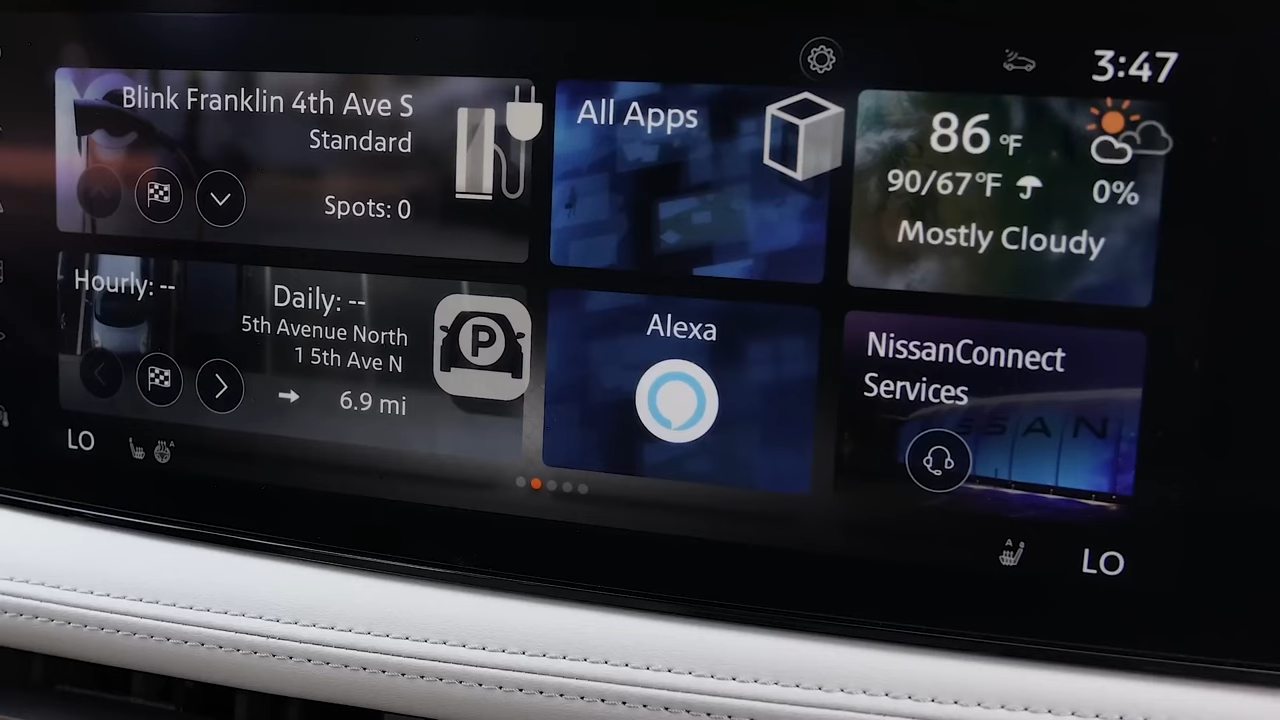 3:47
Blink Franklin 4th Ave S
Standard
Spots: 0
All Apps
86 °F
90/67°F 0%
Mostly Cloudy
Hourly: --
Daily: --
5th Avenue North
1 5th Ave N
6.9 mi
P
Alexa
NissanConnect
Services
SSAN
LO
A
A
LO